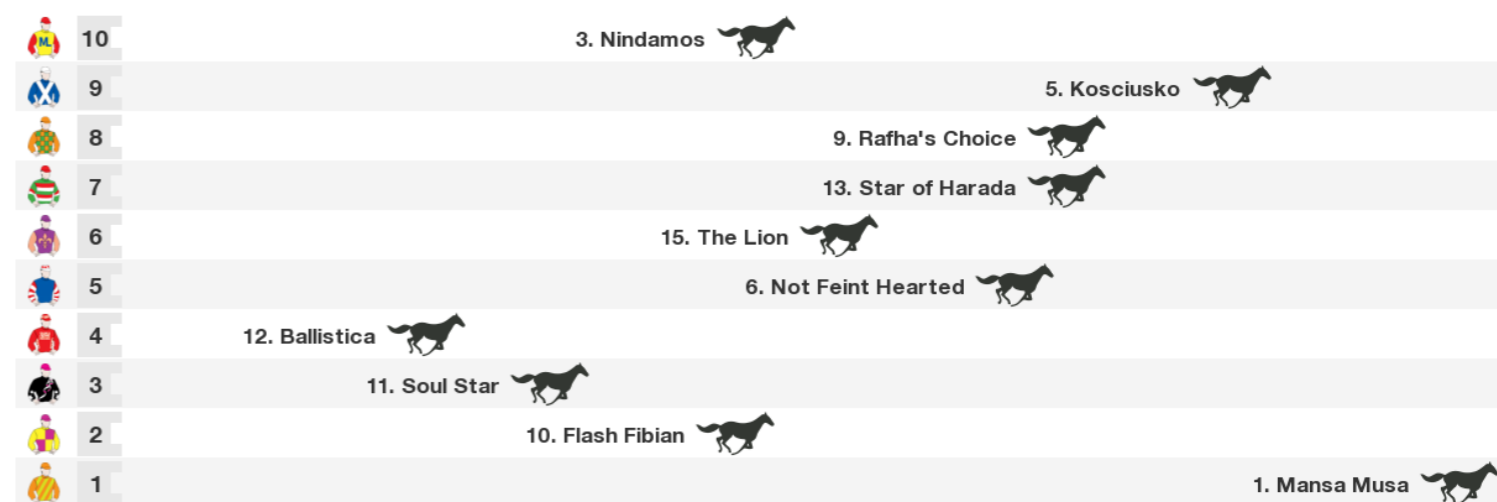 ML
10 3. Nindamos
9 5. Kosciusko
8 9. Rafha's Choice
7 13. Star of Harada
6 15. The Lion
5 6. Not Feint Hearted
4 12. Ballistica
3 11. Soul Star
2 10. Flash Fibian
1 1. Mansa Musa